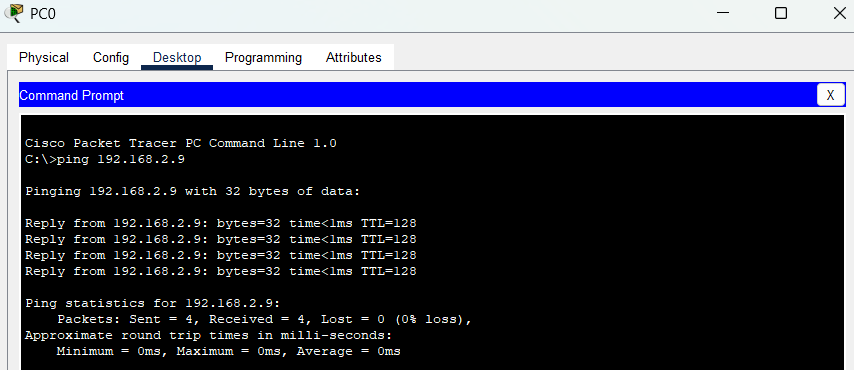 PC0
Physical Config Desktop Programming Attributes
Command Prompt X
Cisco Packet Tracer PC Command Line 1.0
C:\>ping 192.168.2.9
Pinging 192.168.2.9 with 32 bytes of data:
Reply from 192.168.2.9: bytes=32 time<1ms TTL=128
Reply from 192.168.2.9: bytes=32 time<1ms TTL=128
Reply from 192.168.2.9: bytes=32 time<1ms TTL=128
Reply from 192.168.2.9: bytes=32 time<1ms TTL=128
Ping statistics for 192.168.2.9:
    Packets: Sent = 4, Received = 4, Lost = 0 (0% loss),
Approximate round trip times in milli-seconds:
    Minimum = 0ms, Maximum = 0ms, Average = 0ms